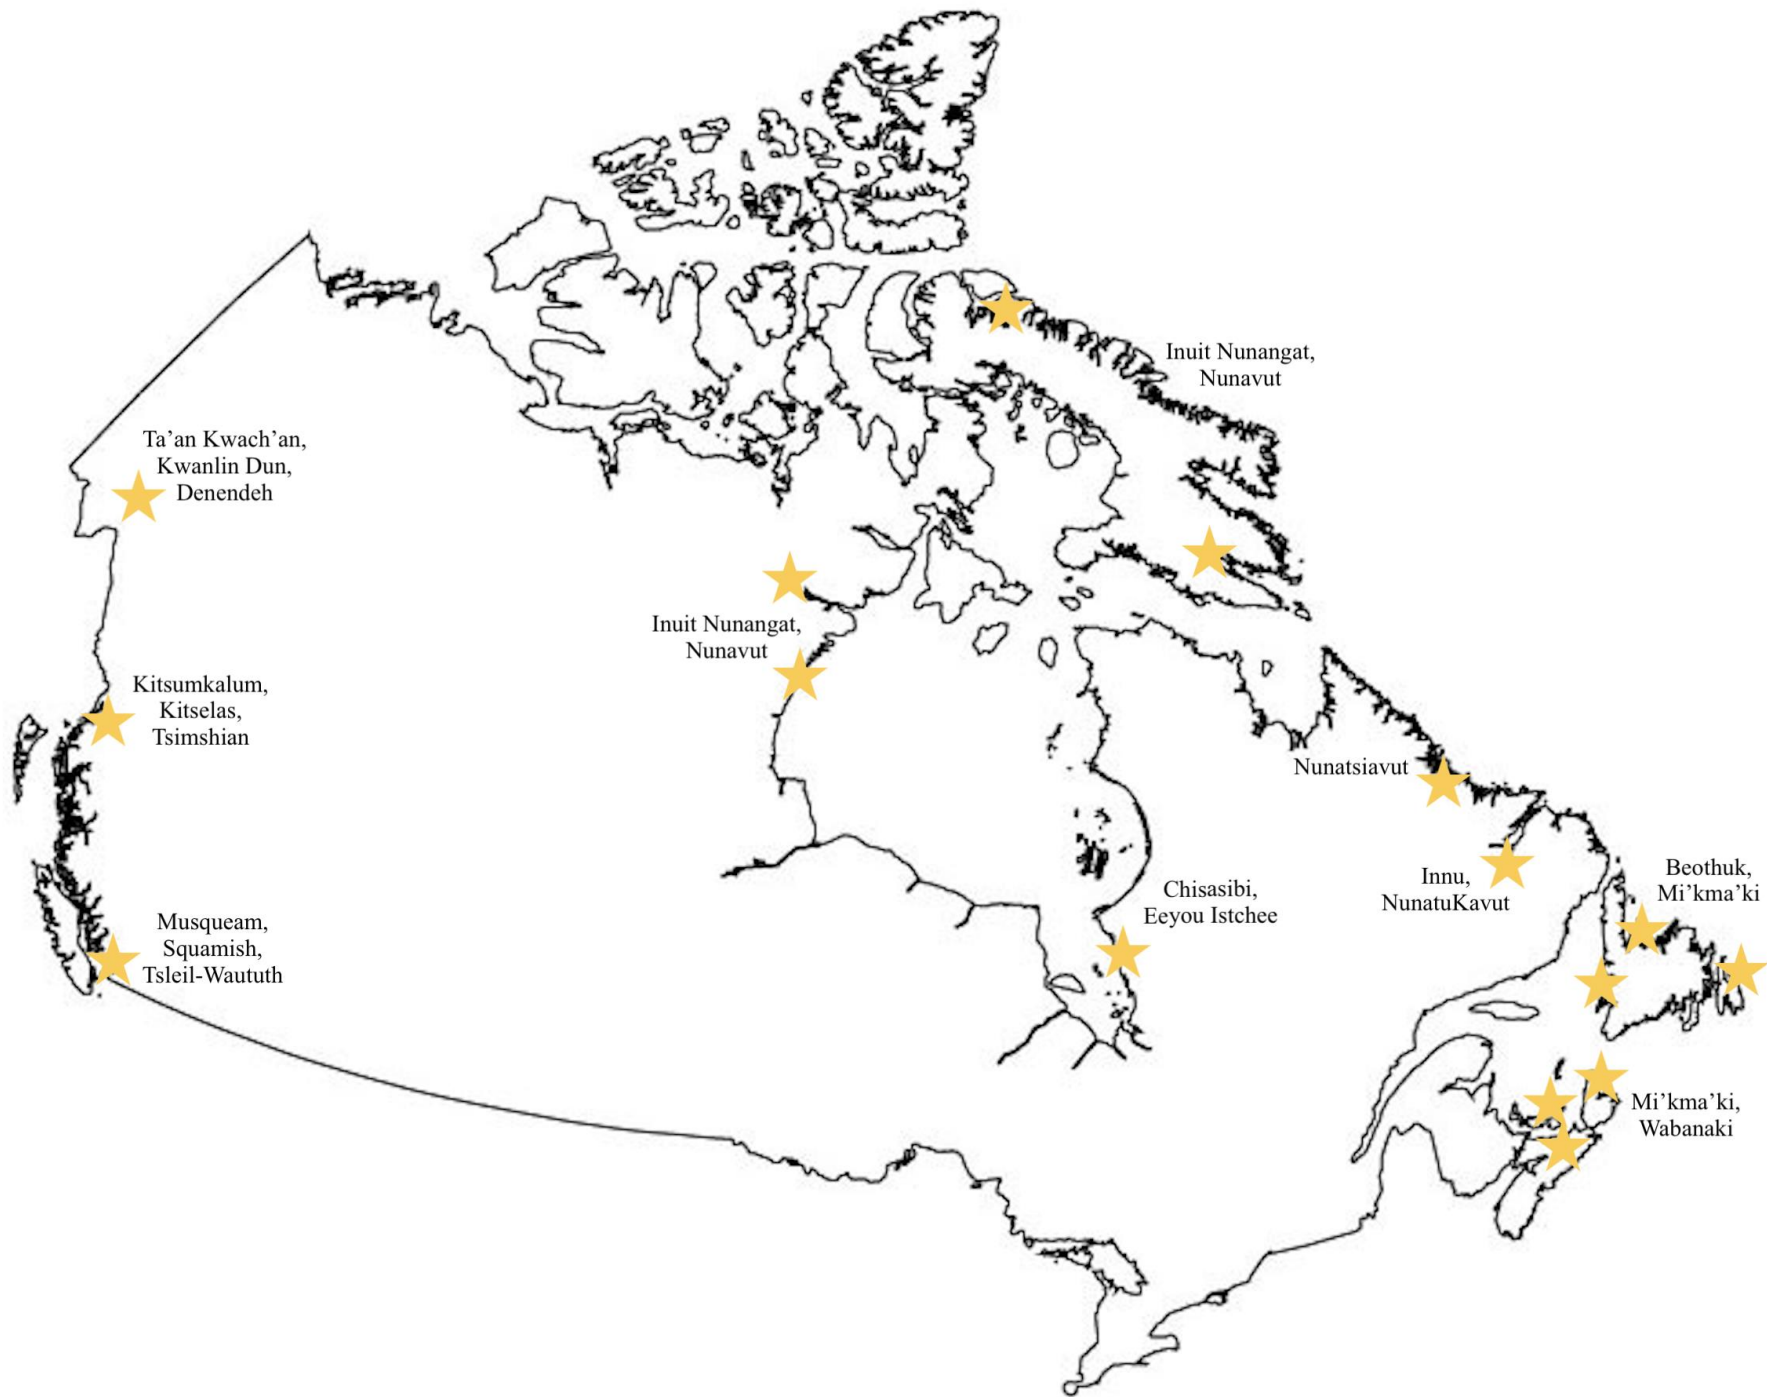 Inuit Nunangat,
Nunavut
Ta’an Kwach’an,
Kwanlin Dun,
Denendeh
Inuit Nunangat,
Nunavut
Kitsumkalum,
Kitselas,
Tsimshian
Nunatsiavut
Beothuk,
Mi’kma’ki
Innu,
NunatuKavut
Chisasibi,
Eeyou Istchee
Musqueam,
Squamish,
Tsleil-Waututh
Mi’kma’ki,
Wabanaki